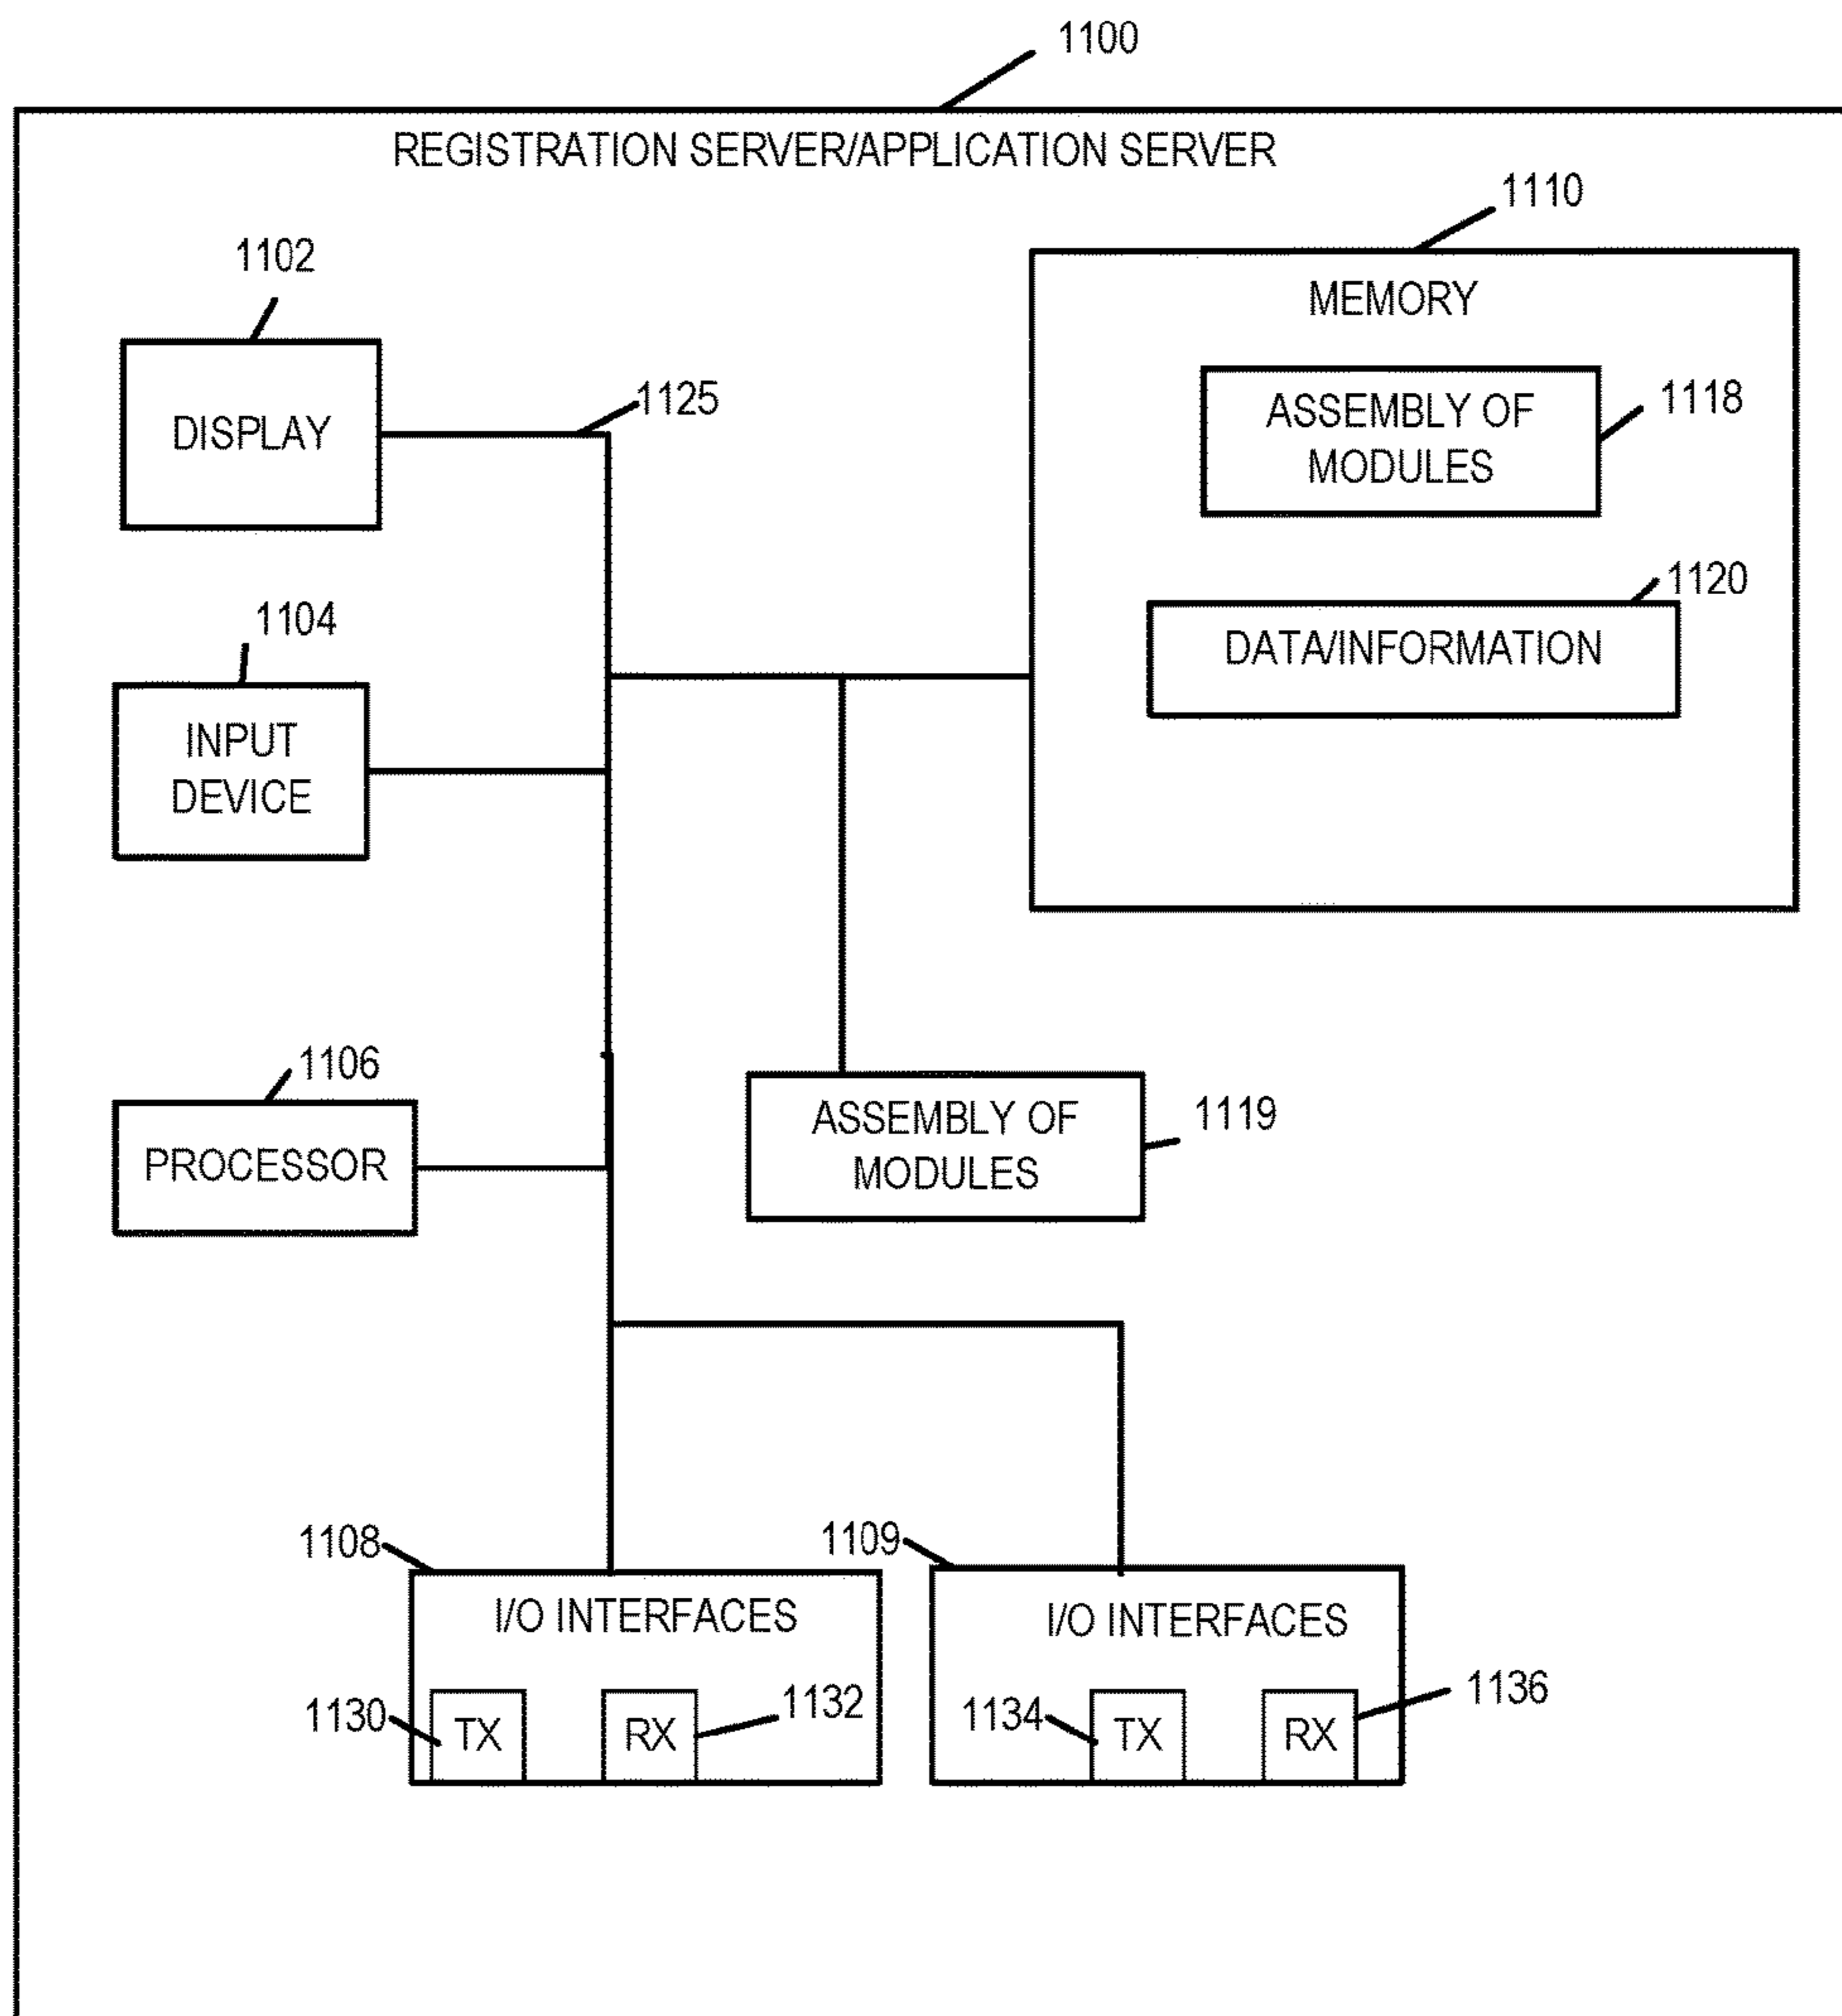 1100
REGISTRATION SERVER/APPLICATION SERVER
1110
1102
MEMORY
DISPLAY
1125
ASSEMBLY OF
MODULES
1118
1120
DATA/INFORMATION
1104
INPUT
DEVICE
1106
PROCESSOR
ASSEMBLY OF
MODULES
1119
1108
I/O INTERFACES
1130
TX
RX
1132
1109
I/O INTERFACES
1134
TX
RX
1136